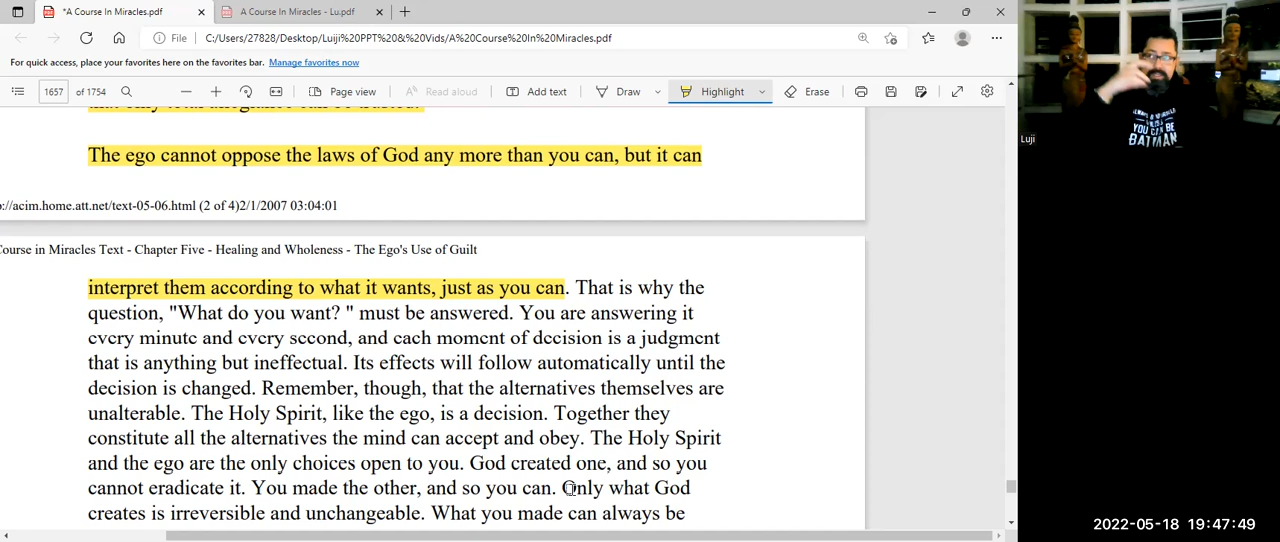 *A Course In Miracles.pdf
A Course In Miracles - Lu.pdf
File
C:/Users/27828/Desktop/Luiji%20PPT%20&%20Vids/A%20Course%20In%20Miracles.pdf
For quick access, place your favorites here on the favorites bar. Manage favorites now
1657 of 1754
Page view
Read aloud
Add text
Draw
Highlight
Erase
that only total allegiance can be trusted.
The ego cannot oppose the laws of God any more than you can, but it can
p://acim.home.att.net/text-05-06.html (2 of 4)2/1/2007 03:04:01
Course in Miracles Text - Chapter Five - Healing and Wholeness - The Ego's Use of Guilt
interpret them according to what it wants, just as you can. That is why the
question, "What do you want? " must be answered. You are answering it
every minute and every second, and each moment of decision is a judgment
that is anything but ineffectual. Its effects will follow automatically until the
decision is changed. Remember, though, that the alternatives themselves are
unalterable. The Holy Spirit, like the ego, is a decision. Together they
constitute all the alternatives the mind can accept and obey. The Holy Spirit
and the ego are the only choices open to you. God created one, and so you
cannot eradicate it. You made the other, and so you can. Only what God
creates is irreversible and unchangeable. What you made can always be
YOU CAN BE
BATMAN
Luji
2022-05-18 19:47:49